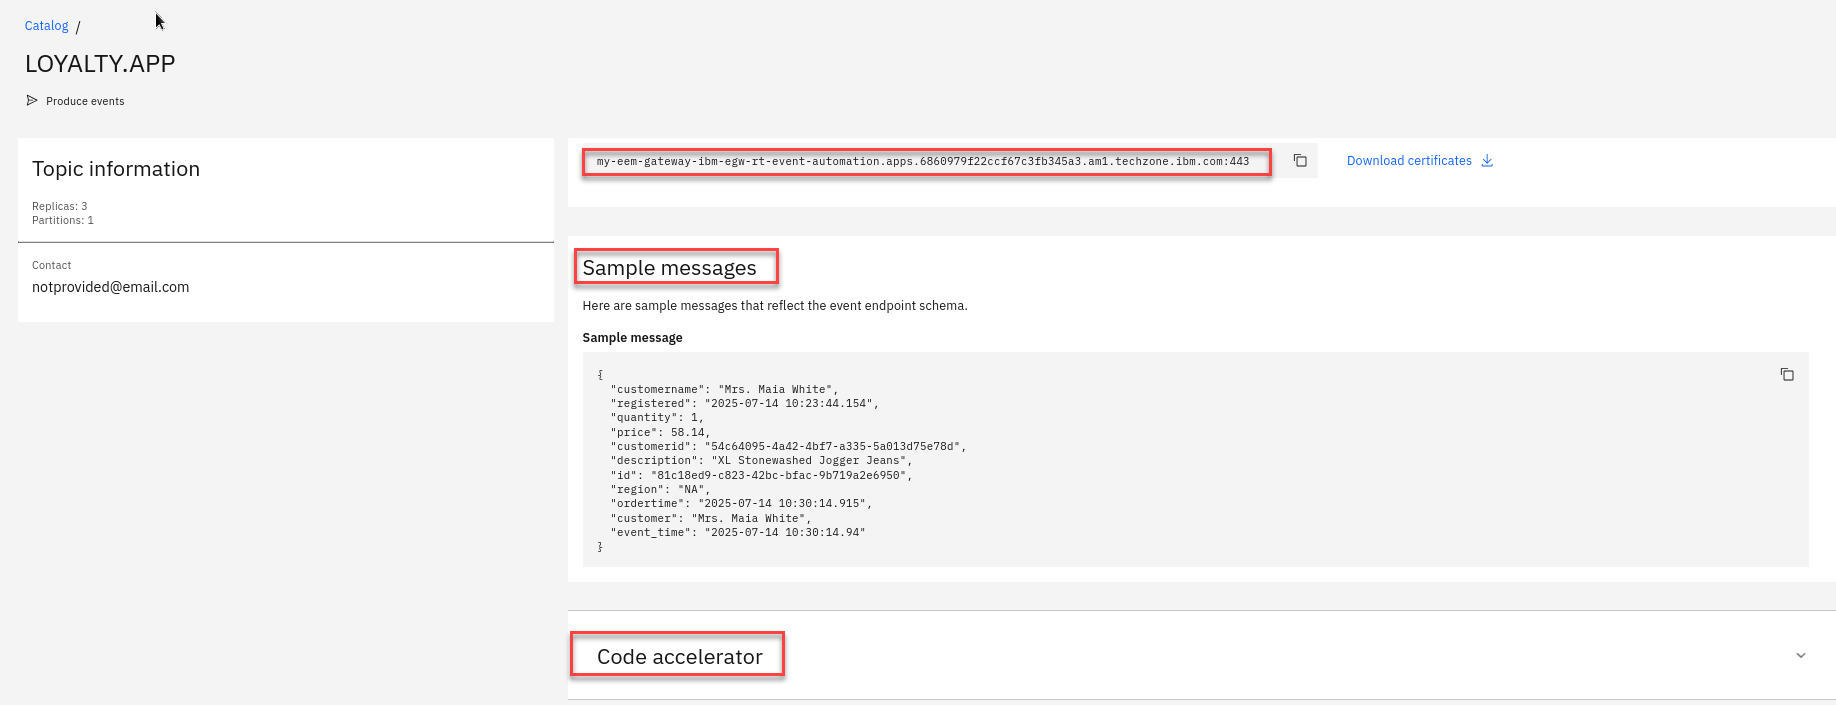 Catalog /
LOYALTY.APP
Produce events
Topic information
Replicas: 3
Partitions: 1
Contact
notprovided@email.com
my-eem-gateway-ibm-egw-rt-event-automation.apps.6860979f22ccf67c3fb345a3.am1.techzone.ibm.com:443
Download certificates
Sample messages
Here are sample messages that reflect the event endpoint schema.
Sample message
{
  "customername": "Mrs. Maia White",
  "registered": "2025-07-14 10:23:44.154",
  "quantity": 1,
  "price": 58.14,
  "customerid": "54c64095-4a42-4bf7-a335-5a013d75e78d",
  "description": "XL Stonewashed Jogger Jeans",
  "id": "81c18ed9-c823-42bc-bfac-9b719a2e6950",
  "region": "NA",
  "ordertime": "2025-07-14 10:30:14.915",
  "customer": "Mrs. Maia White",
  "event_time": "2025-07-14 10:30:14.94"
}
Code accelerator